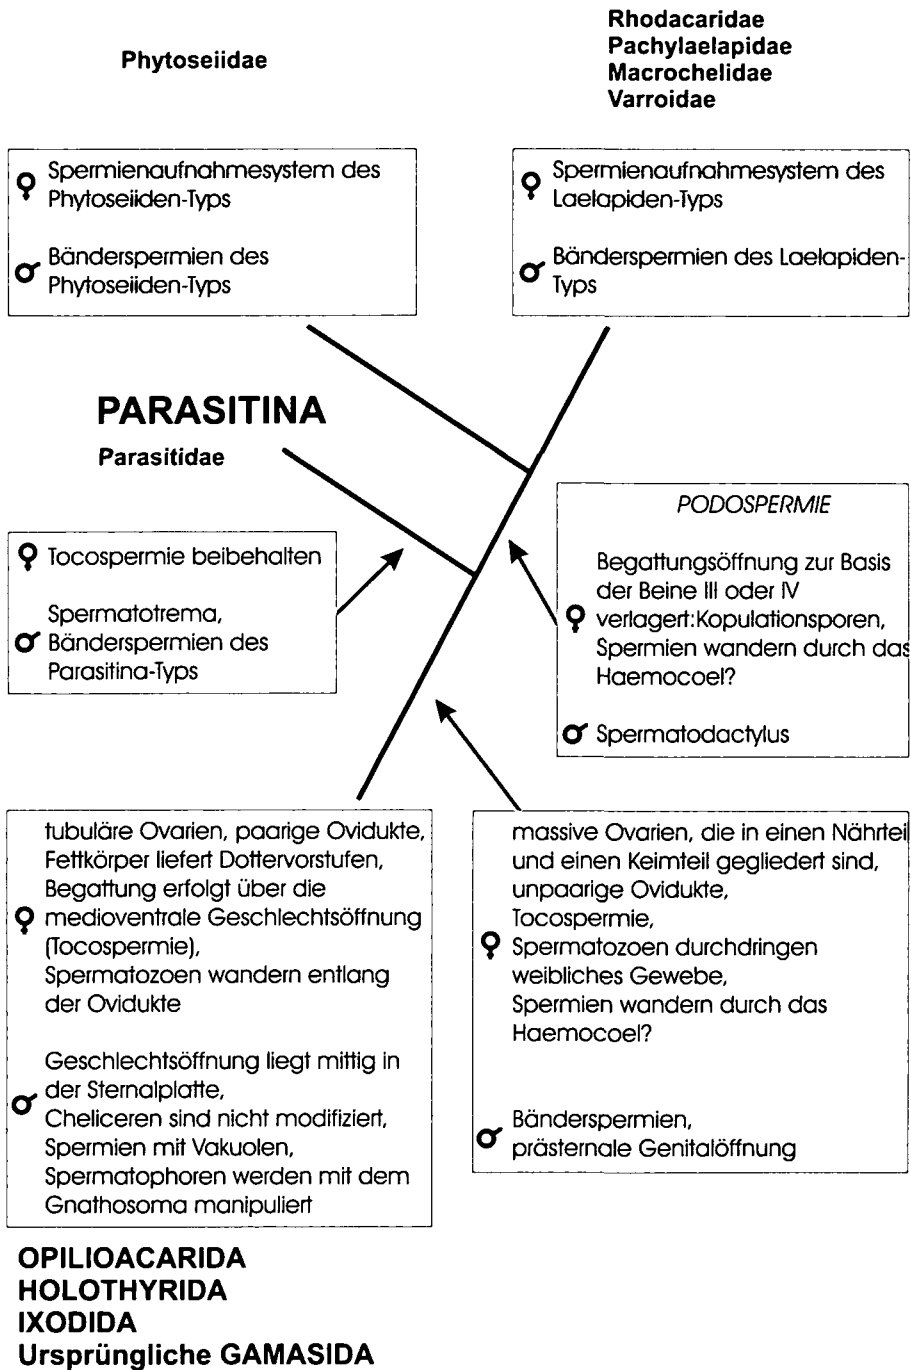 Phytoseiidae
Rhodacaridae
Pachylaelapidae
Macrochelidae
Varroidae
♀ Spermienaufnahmesystem des
Phytoseiiden-Typs
♂ Bänderspermien des
Phytoseiiden-Typs
♀ Spermienaufnahmesystem des
Laelapiden-Typs
♂ Bänderspermien des Laelapiden-
Typs
PARASITINA
Parasitidae
♀ Tocospermie beibehalten
Spermatotrema,
♂ Bänderspermien des
Parasitina-Typs
PODOSPERMIE
Begattungsöffnung zur Basis
der Beine III oder IV
♀ verlagert:Kopulationsporen,
Spermien wandern durch das
Haemocoel?
♂ Spermatodactylus
tubuläre Ovarien, paarige Ovidukte,
Fettkörper liefert Dottervorstufen,
Begattung erfolgt über die
♀ medioventrale Geschlechtsöffnung
(Tocospermie),
Spermatozoen wandern entlang
der Ovidukte
Geschlechtsöffnung liegt mittig in
♂ der Sternalplatte,
Cheliceren sind nicht modifiziert,
Spermien mit Vakuolen,
Spermatophoren werden mit dem
Gnathosoma manipuliert
massive Ovarien, die in einen Nährteil
und einen Keimteil gegliedert sind,
unpaarige Ovidukte,
Tocospermie,
♀ Spermatozoen durchdringen
weibliches Gewebe,
Spermien wandern durch das
Haemocoel?
♂ Bänderspermien,
prästernale Genitalöffnung
OPILIOACARIDA
HOLOTHYRIDA
IXODIDA
Ursprüngliche GAMASIDA